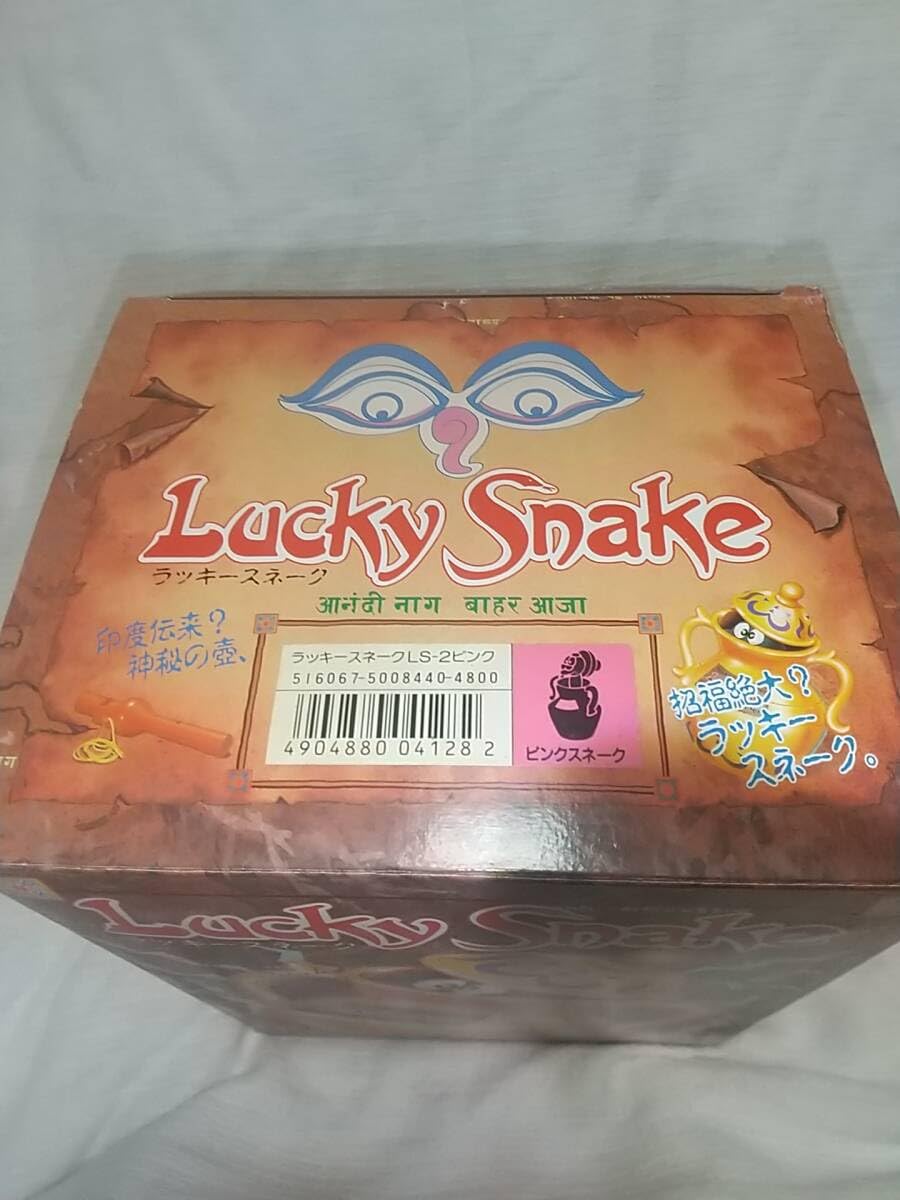 Lucky Snake
ラッキースネーク
आनंदी नाग बाहर आजा
印度伝来?
神秘の壺、
ラッキースネークLS-2ピンク
516067-5008440-4800
4904880 04128 2
ピンクスネーク
招福絶大?
ラッキー
スネーク。
Lucky Snake